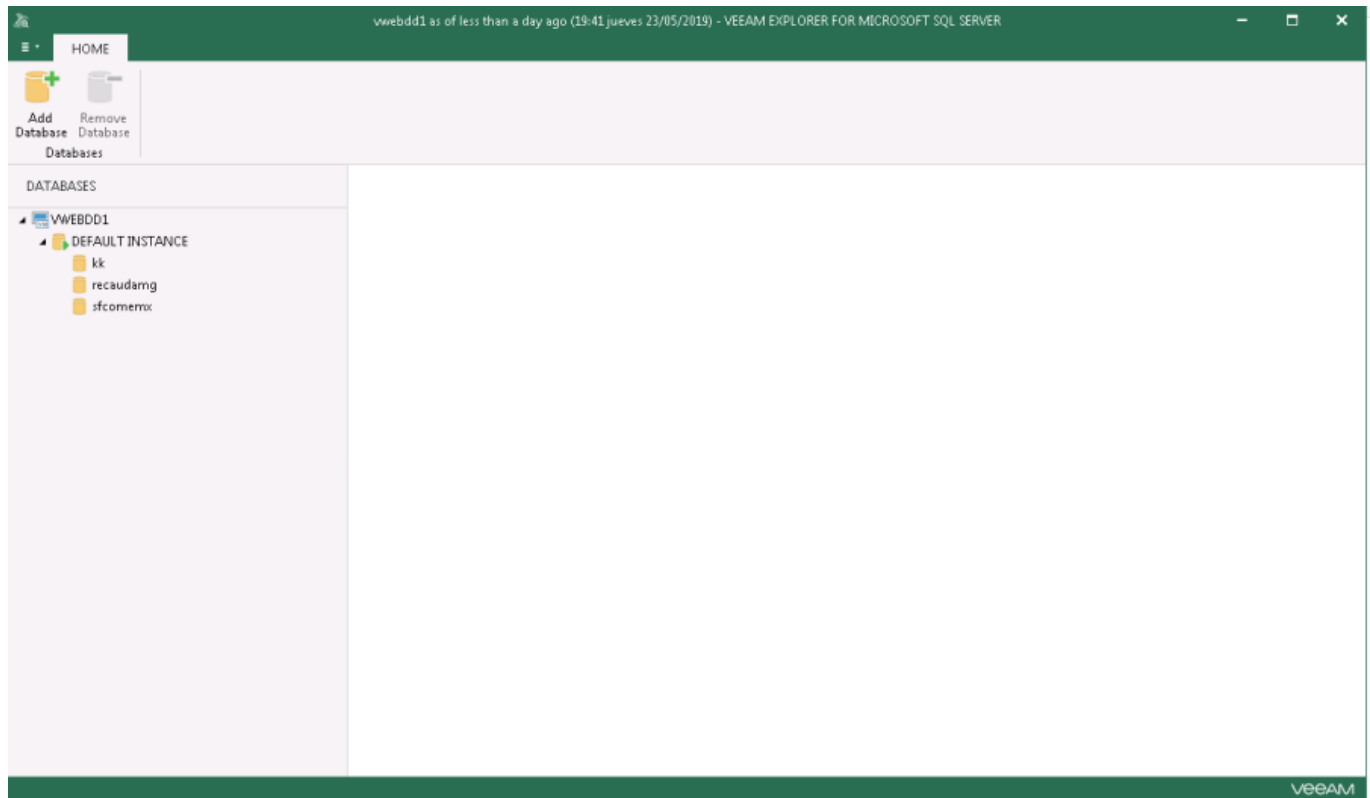 vwebdd1 as of less than a day ago (19:41 jueves 23/05/2019) - VEEAM EXPLORER FOR MICROSOFT SQL SERVER
HOME
Add Database
Remove Database
Databases
DATABASES
VWEBDD1
DEFAULT INSTANCE
kk
recaudamg
sfcomemx
veeAM